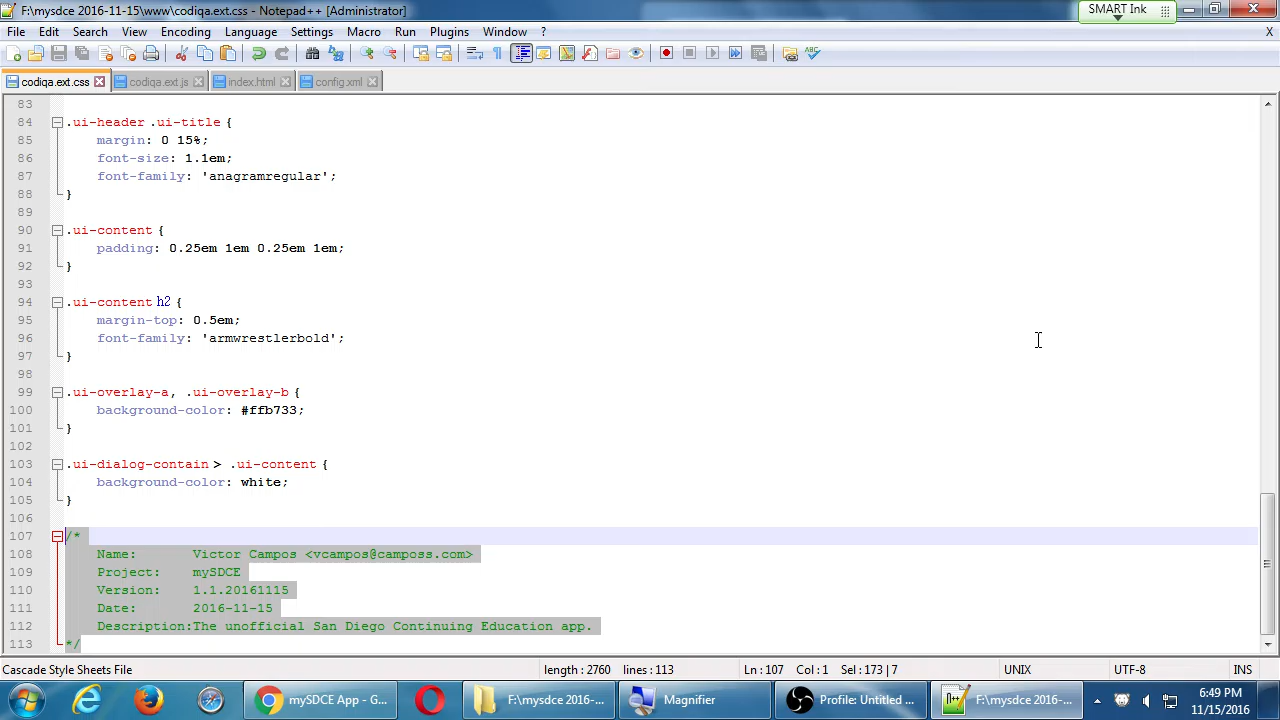 F:\mysdce 2016-11-15\www\codiqa.ext.css - Notepad++ [Administrator]
SMART Ink
File Edit Search View Encoding Language Settings Macro Run Plugins Window ? X
codiqa.ext.css codiqa.ext.js index.html config.xml
83
84 .ui-header .ui-title {
85 margin: 0 15%;
86 font-size: 1.1em;
87 font-family: 'anagramregular';
88 }
89
90 .ui-content {
91 padding: 0.25em 1em 0.25em 1em;
92 }
93
94 .ui-content h2 {
95 margin-top: 0.5em;
96 font-family: 'armwrestlerbold';
97 }
98
99 .ui-overlay-a, .ui-overlay-b {
100 background-color: #ffb733;
101 }
102
103 .ui-dialog-contain > .ui-content {
104 background-color: white;
105 }
106
107 /*
108 Name: Victor Campos <vcampos@camposs.com>
109 Project: mySDCE
110 Version: 1.1.20161115
111 Date: 2016-11-15
112 Description:The unofficial San Diego Continuing Education app.
113 */
Cascade Style Sheets File length : 2760 lines : 113 Ln : 107 Col : 1 Sel : 173 | 7 UNIX UTF-8 INS
mySDCE App - G... F:\mysdce 2016-... Magnifier Profile: Untitled ... F:\mysdce 2016-... 6:49 PM
11/15/2016